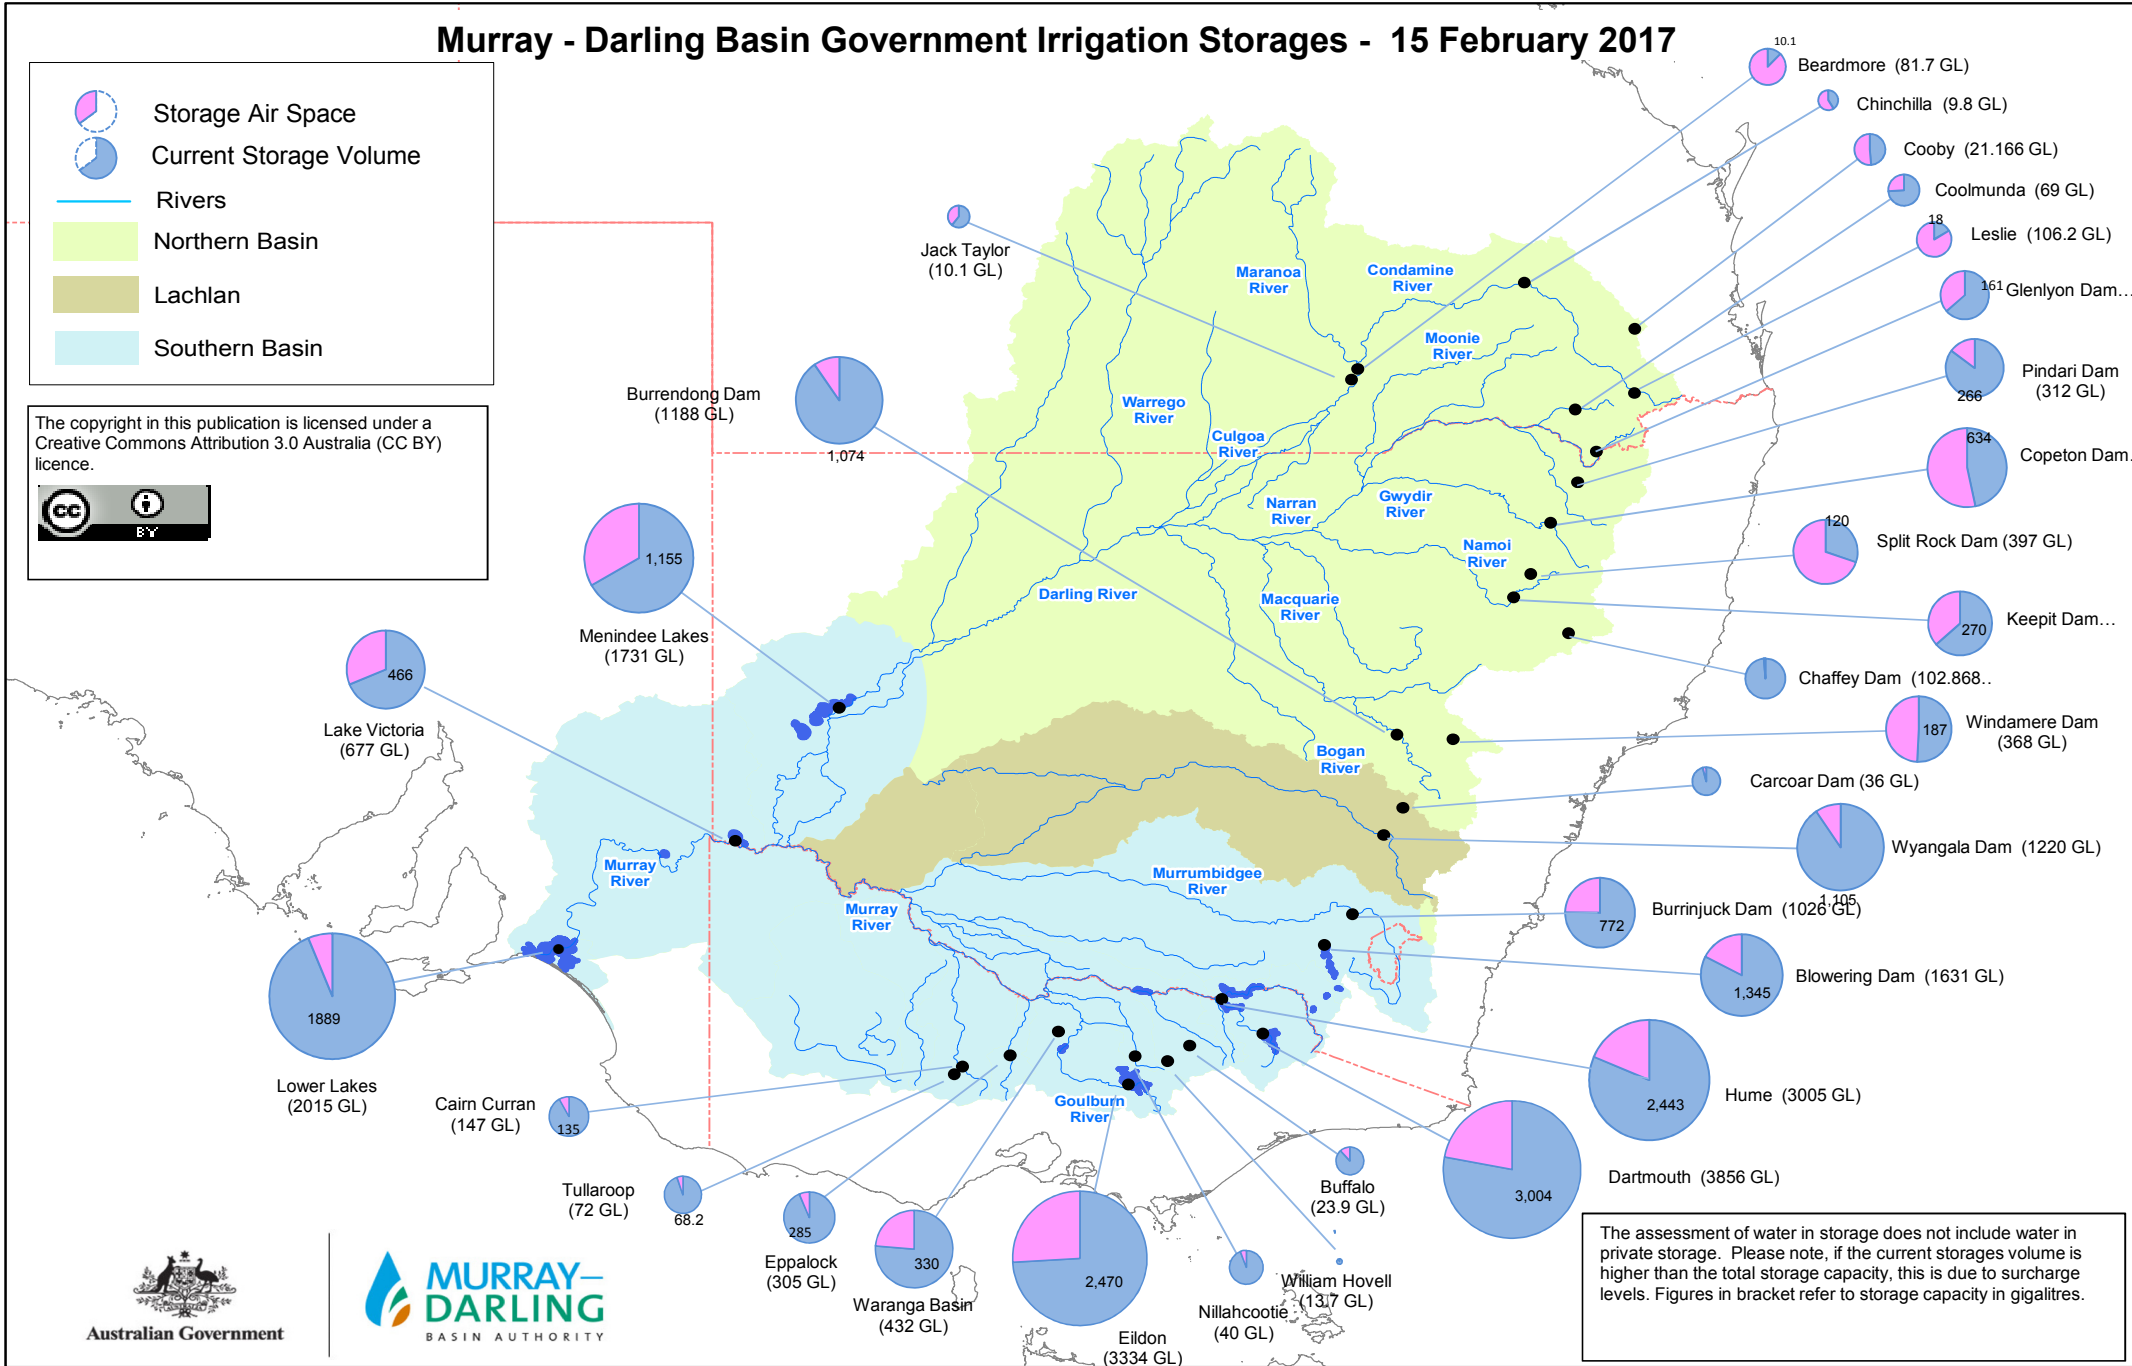 Murray - Darling Basin Government Irrigation Storages - 15 February 2017
Storage Air Space
Current Storage Volume
Rivers
Northern Basin
Lachlan
Southern Basin
The copyright in this publication is licensed under a
Creative Commons Attribution 3.0 Australia (CC BY)
licence.
cc
BY
10.1
Beardmore (81.7 GL)
Chinchilla (9.8 GL)
Cooby (21.166 GL)
Coolmunda (69 GL)
18
Leslie (106.2 GL)
161
Glenlyon Dam...
Pindari Dam
(312 GL)
266
634
Copeton Dam.
120
Split Rock Dam (397 GL)
270
Keepit Dam...
Chaffey Dam (102.868..
Windamere Dam
(368 GL)
187
Carcoar Dam (36 GL)
Wyangala Dam (1220 GL)
1,105
Burrinjuck Dam (1026 GL)
772
Blowering Dam (1631 GL)
1,345
Hume (3005 GL)
2,443
Dartmouth (3856 GL)
3,004
Jack Taylor
(10.1 GL)
Burrendong Dam
(1188 GL)
1,074
1,155
Menindee Lakes
(1731 GL)
466
Lake Victoria
(677 GL)
1889
Lower Lakes
(2015 GL)
Cairn Curran
(147 GL)
135
Tullaroop
(72 GL)
68.2
285
Eppalock
(305 GL)
330
Waranga Basin
(432 GL)
2,470
Eildon
(3334 GL)
Nillahcootie
(40 GL)
William Hovell
(13.7 GL)
Buffalo
(23.9 GL)
Maranoa
River
Condamine
River
Moonie
River
Warrego
River
Culgoa
River
Narran
River
Gwydir
River
Namoi
River
Darling River
Macquarie
River
Bogan
River
Murrumbidgee
River
Murray
River
Murray
River
Goulburn
River
Australian Government
MURRAY–
DARLING
BASIN AUTHORITY
The assessment of water in storage does not include water in
private storage. Please note, if the current storages volume is
higher than the total storage capacity, this is due to surcharge
levels. Figures in bracket refer to storage capacity in gigalitres.